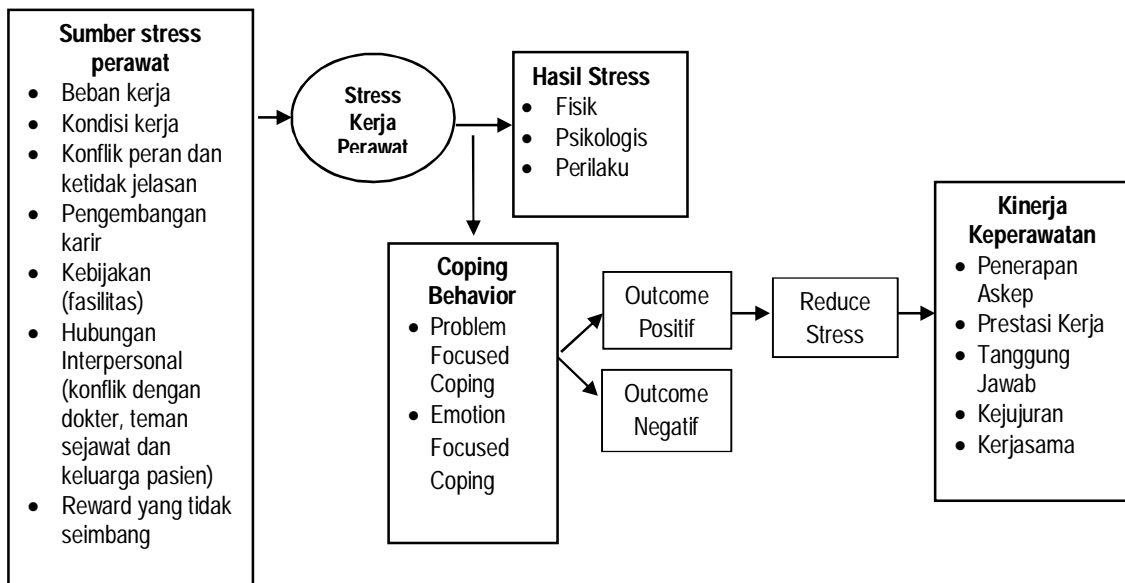 Sumber stress
perawat
• Beban kerja
• Kondisi kerja
• Konflik peran dan
ketidak jelasan
• Pengembangan
karir
• Kebijakan
(fasilitas)
• Hubungan
Interpersonal
(konflik dengan
dokter, teman
sejawat dan
keluarga pasien)
• Reward yang tidak
seimbang
Stress
Kerja
Perawat
Hasil Stress
• Fisik
• Psikologis
• Perilaku
Coping
Behavior
• Problem
Focused
Coping
• Emotion
Focused
Coping
Outcome
Positif
Outcome
Negatif
Reduce
Stress
Kinerja
Keperawatan
• Penerapan
Askep
• Prestasi Kerja
• Tanggung
Jawab
• Kejujuran
• Kerjasama